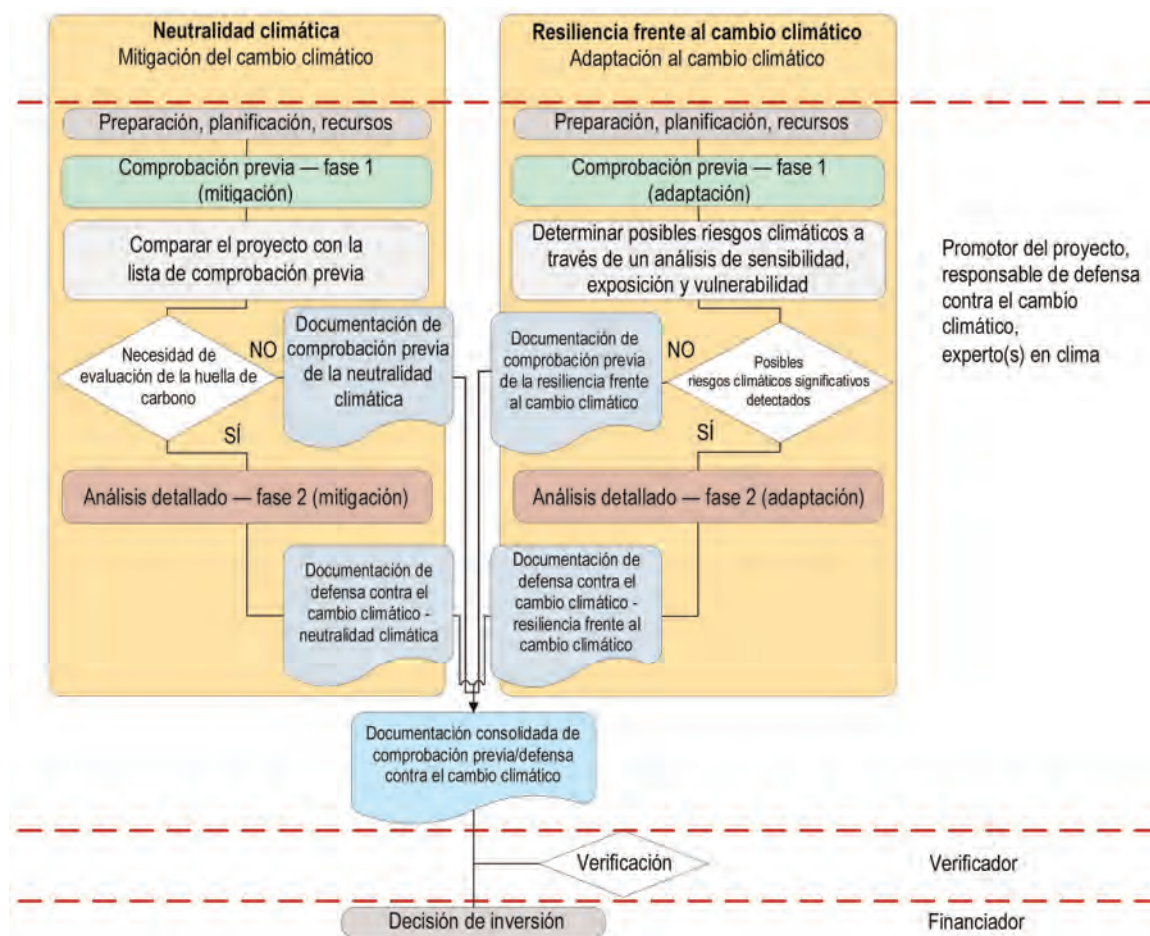 Neutralidad climática
Mitigación del cambio climático
Preparación, planificación, recursos
Comprobación previa — fase 1
(mitigación)
Comparar el proyecto con la
lista de comprobación previa
Necesidad de
evaluación de la huella de
carbono
NO
Documentación de
comprobación previa
de la neutralidad
climática
SÍ
Análisis detallado — fase 2 (mitigación)
Documentación de
defensa contra el
cambio climático -
neutralidad climática
Resiliencia frente al cambio climático
Adaptación al cambio climático
Preparación, planificación, recursos
Comprobación previa — fase 1
(adaptación)
Determinar posibles riesgos climáticos a
través de un análisis de sensibilidad,
exposición y vulnerabilidad
Documentación de
comprobación previa
de la resiliencia frente
al cambio climático
NO
Posibles
riesgos climáticos significativos
detectados
SÍ
Análisis detallado — fase 2 (adaptación)
Documentación de
defensa contra el
cambio climático -
resiliencia frente al
cambio climático
Promotor del proyecto,
responsable de defensa
contra el cambio
climático,
experto(s) en clima
Documentación consolidada de
comprobación previa/defensa
contra el cambio climático
Verificación
Verificador
Decisión de inversión
Financiador